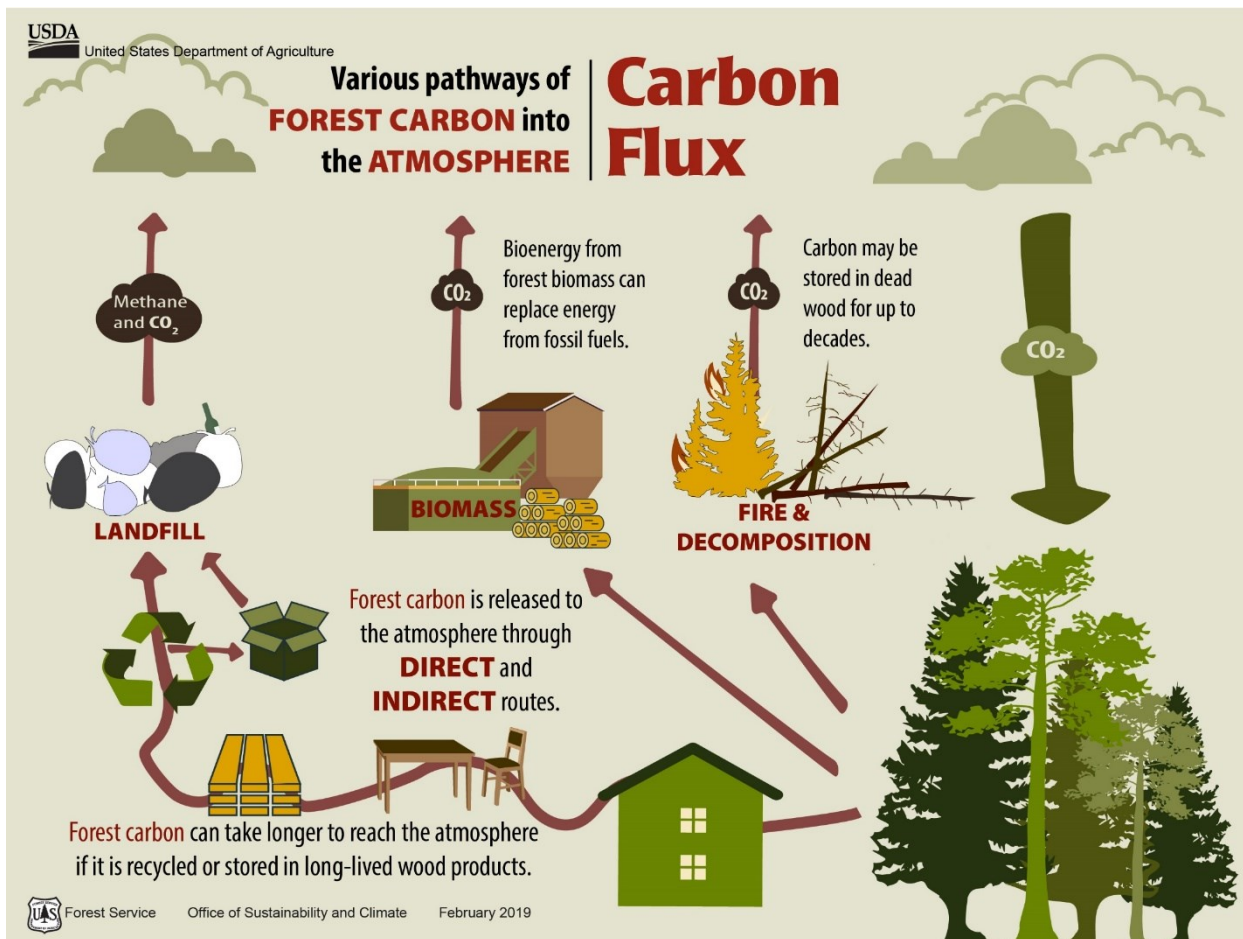 USDA
United States Department of Agriculture
Various pathways of
FOREST CARBON into
the ATMOSPHERE
Carbon
Flux
Methane
and CO₂
CO₂
Bioenergy from
forest biomass can
replace energy
from fossil fuels.
CO₂
Carbon may be
stored in dead
wood for up to
decades.
CO₂
LANDFILL
BIOMASS
FIRE &
DECOMPOSITION
Forest carbon is released to
the atmosphere through
DIRECT and
INDIRECT routes.
Forest carbon can take longer to reach the atmosphere
if it is recycled or stored in long-lived wood products.
UAS
Forest Service Office of Sustainability and Climate February 2019